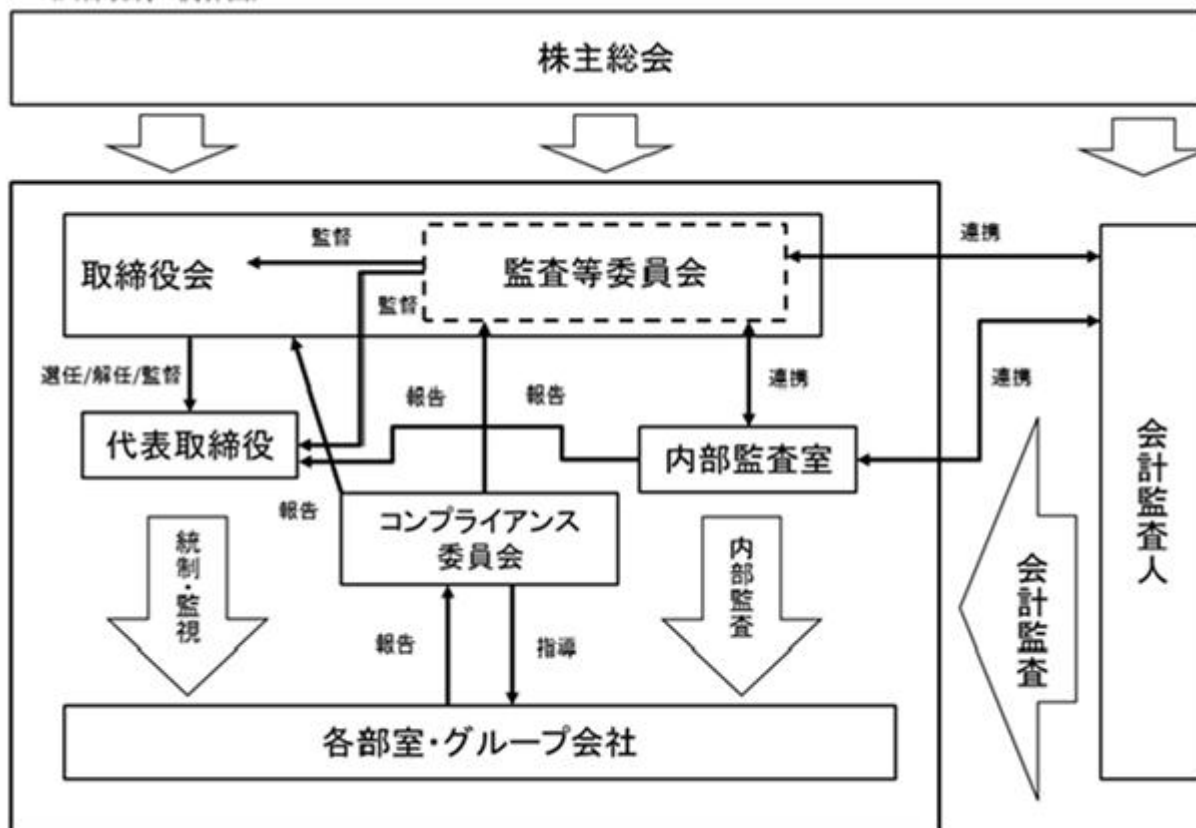 株主総会
監督
取締役会
監査等委員会
監督
連携
選任/解任/監督
報告
報告
連携
連携
代表取締役
内部監査室
報告
コンプライアンス
委員会
統制・監視
内部監査
会計監査
会計監査人
報告
指導
各部室・グループ会社